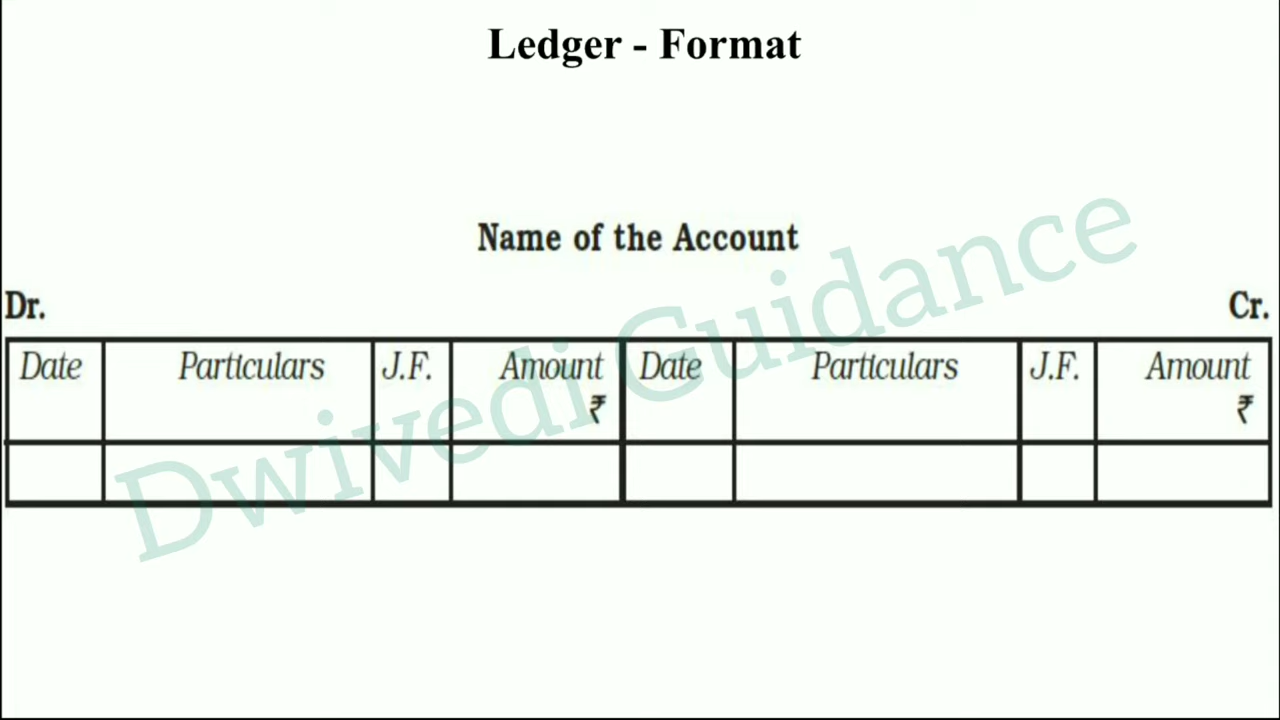 Ledger - Format
Name of the Account
Dr. Cr.
Date Particulars J.F. Amount Date Particulars J.F. Amount
₹ ₹
Dwivedi Guidance